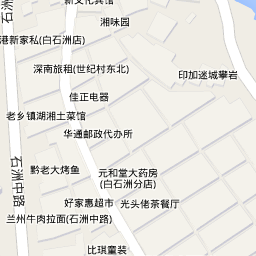 湘味园
港新家私(白石洲店)
深南旅租(世纪村东北)
印加迷城攀岩
佳正电器
老乡镇湖湘土菜馆
华通邮政代办所
石洲中路
黔老大烤鱼
元和堂大药房
(白石洲分店)
好家惠超市
光头佬茶餐厅
兰州牛肉拉面(石洲中路)
比琪童装